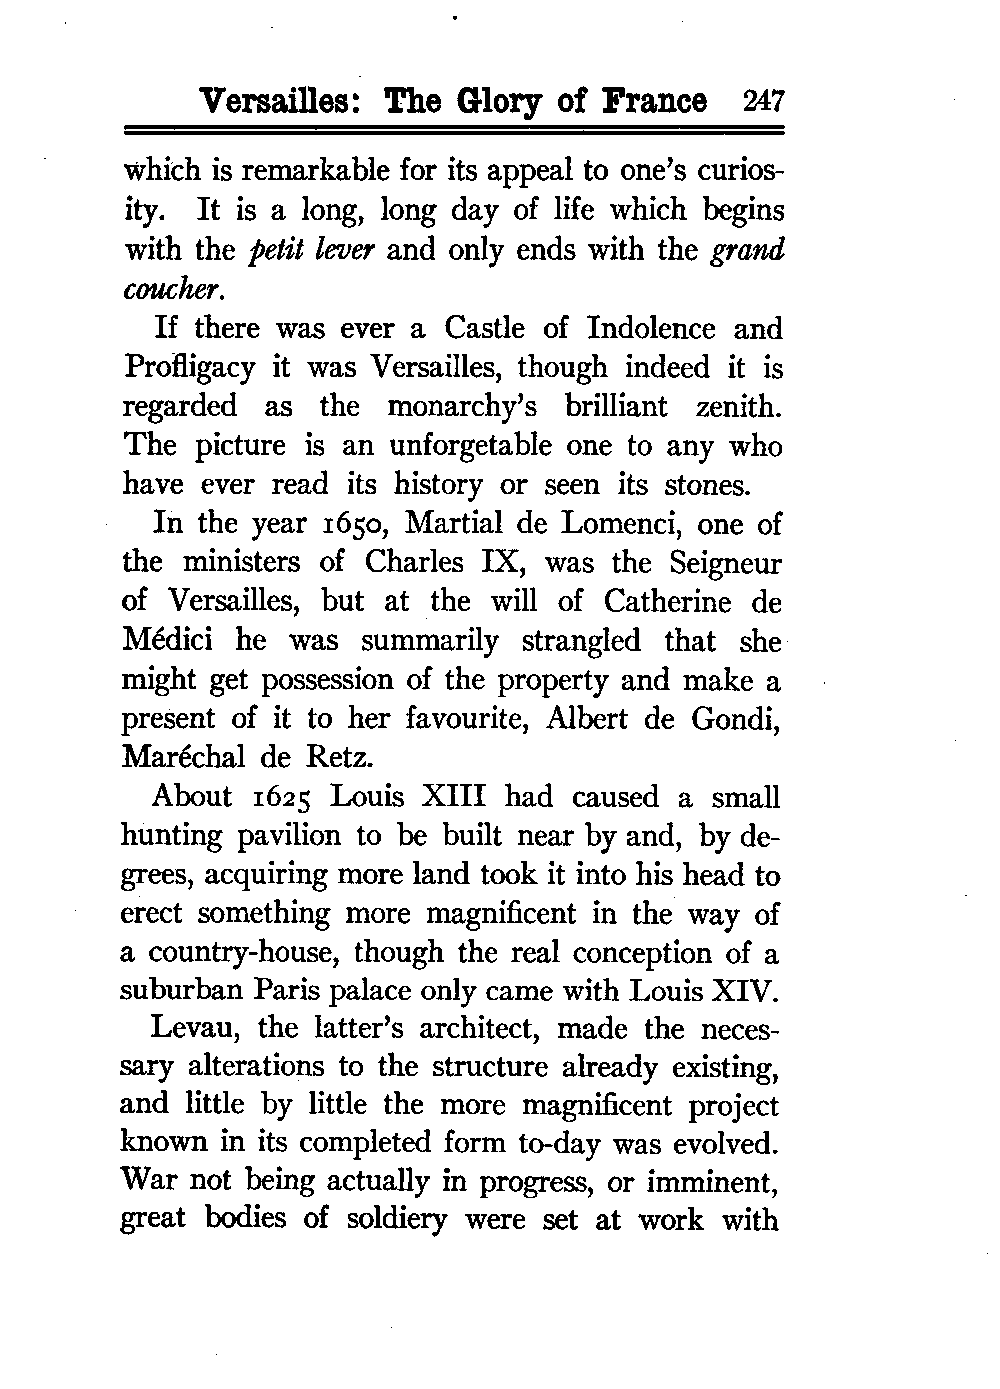 Versailles: The Glory of France 247
which is remarkable for its appeal to one's curios-
ity. It is a long, long day of life which begins
with the petit lever and only ends with the grand
coucher.
If there was ever a Castle of Indolence and
Profligacy it was Versailles, though indeed it is
regarded as the monarchy's brilliant zenith.
The picture is an unforgetable one to any who
have ever read its history or seen its stones.
In the year 1650, Martial de Lomenci, one of
the ministers of Charles IX, was the Seigneur
of Versailles, but at the will of Catherine de
Médici he was summarily strangled that she
might get possession of the property and make a
present of it to her favourite, Albert de Gondi,
Maréchal de Retz.
About 1625 Louis XIII had caused a small
hunting pavilion to be built near by and, by de-
grees, acquiring more land took it into his head to
erect something more magnificent in the way of
a country-house, though the real conception of a
suburban Paris palace only came with Louis XIV.
Levau, the latter's architect, made the neces-
sary alterations to the structure already existing,
and little by little the more magnificent project
known in its completed form to-day was evolved.
War not being actually in progress, or imminent,
great bodies of soldiery were set at work with